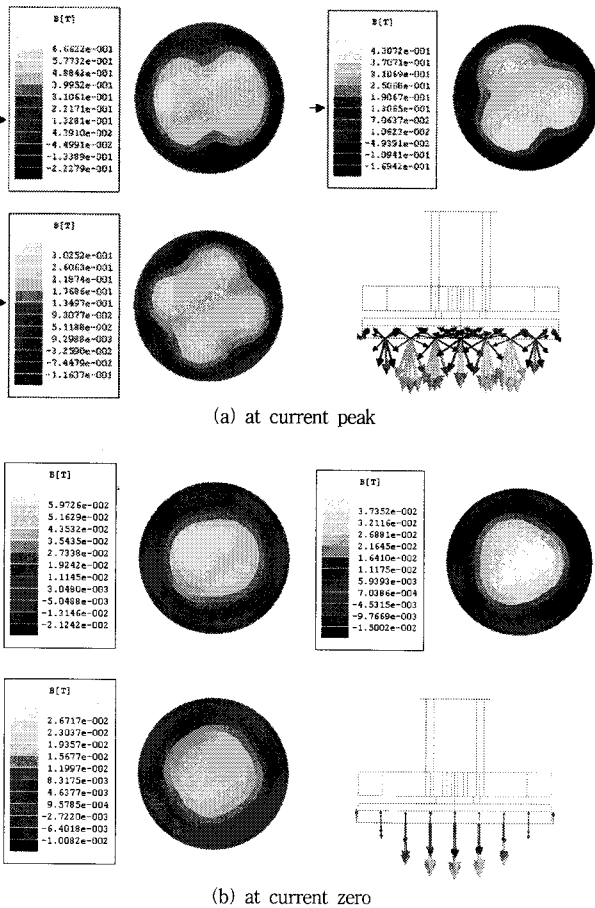 B[T]
6.6622e-001
5.7732e-001
4.8842e-001
3.9952e-001
3.1061e-001
2.2171e-001
1.3281e-001
4.3910e-002
-4.4991e-002
-1.3389e-001
-2.2279e-001
B[T]
4.3072e-001
3.7071e-001
3.1069e-001
2.5068e-001
1.9067e-001
1.3065e-001
7.0637e-002
1.0623e-002
-4.9391e-002
-1.0941e-001
-1.6942e-001
B[T]
3.0252e-001
2.6063e-001
2.1874e-001
1.7686e-001
1.3497e-001
9.3077e-002
5.1188e-002
9.2988e-003
-3.2590e-002
-7.4479e-002
-1.1637e-001
(a) at current peak
B[T]
5.9726e-002
5.1629e-002
4.3532e-002
3.5435e-002
2.7338e-002
1.9242e-002
1.1145e-002
3.0480e-003
-5.0488e-003
-1.3146e-002
-2.1242e-002
B[T]
3.7352e-002
3.2116e-002
2.6881e-002
2.1645e-002
1.6410e-002
1.1175e-002
5.9393e-003
7.0386e-004
-4.5315e-003
-9.7669e-003
-1.5002e-002
B[T]
2.6717e-002
2.3037e-002
1.9357e-002
1.5677e-002
1.1997e-002
8.3175e-003
4.6377e-003
9.5785e-004
-2.7220e-003
-6.4018e-003
-1.0082e-002
(b) at current zero